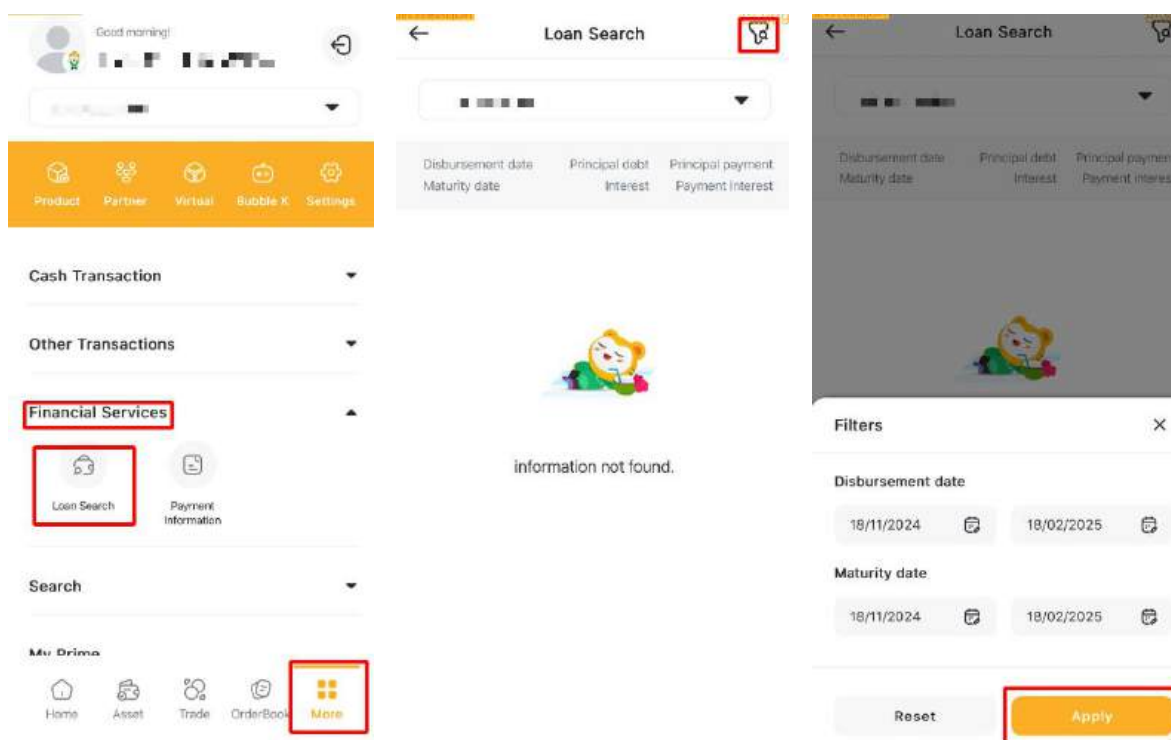 Good morning!
Product Partner Virtual Bubble K Settings
Cash Transaction
Other Transactions
Financial Services
Loan Search
Payment
Information
Search
My Prime
Home Asset Trade OrderBook More
Loan Search
Disbursement date Principal debt Principal payment
Maturity date Interest Payment Interest
information not found.
Loan Search
Disbursement date Principal debt Principal payment
Maturity date Interest Payment Interest
Filters
Disbursement date
18/11/2024 18/02/2025
Maturity date
18/11/2024 18/02/2025
Reset Apply